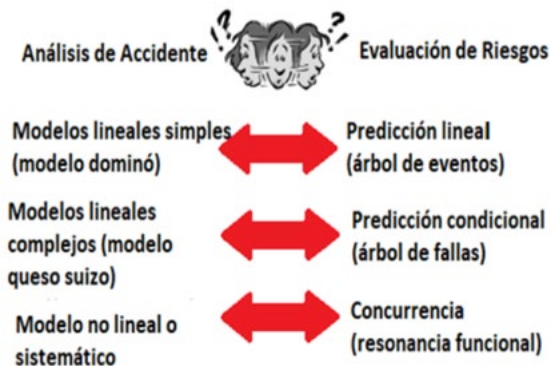 Análisis de Accidente
!?
?!
Evaluación de Riesgos
Modelos lineales simples
(modelo dominó)
Predicción lineal
(árbol de eventos)
Modelos lineales
complejos (modelo
queso suizo)
Predicción condicional
(árbol de fallas)
Modelo no lineal o
sistemático
Concurrencia
(resonancia funcional)